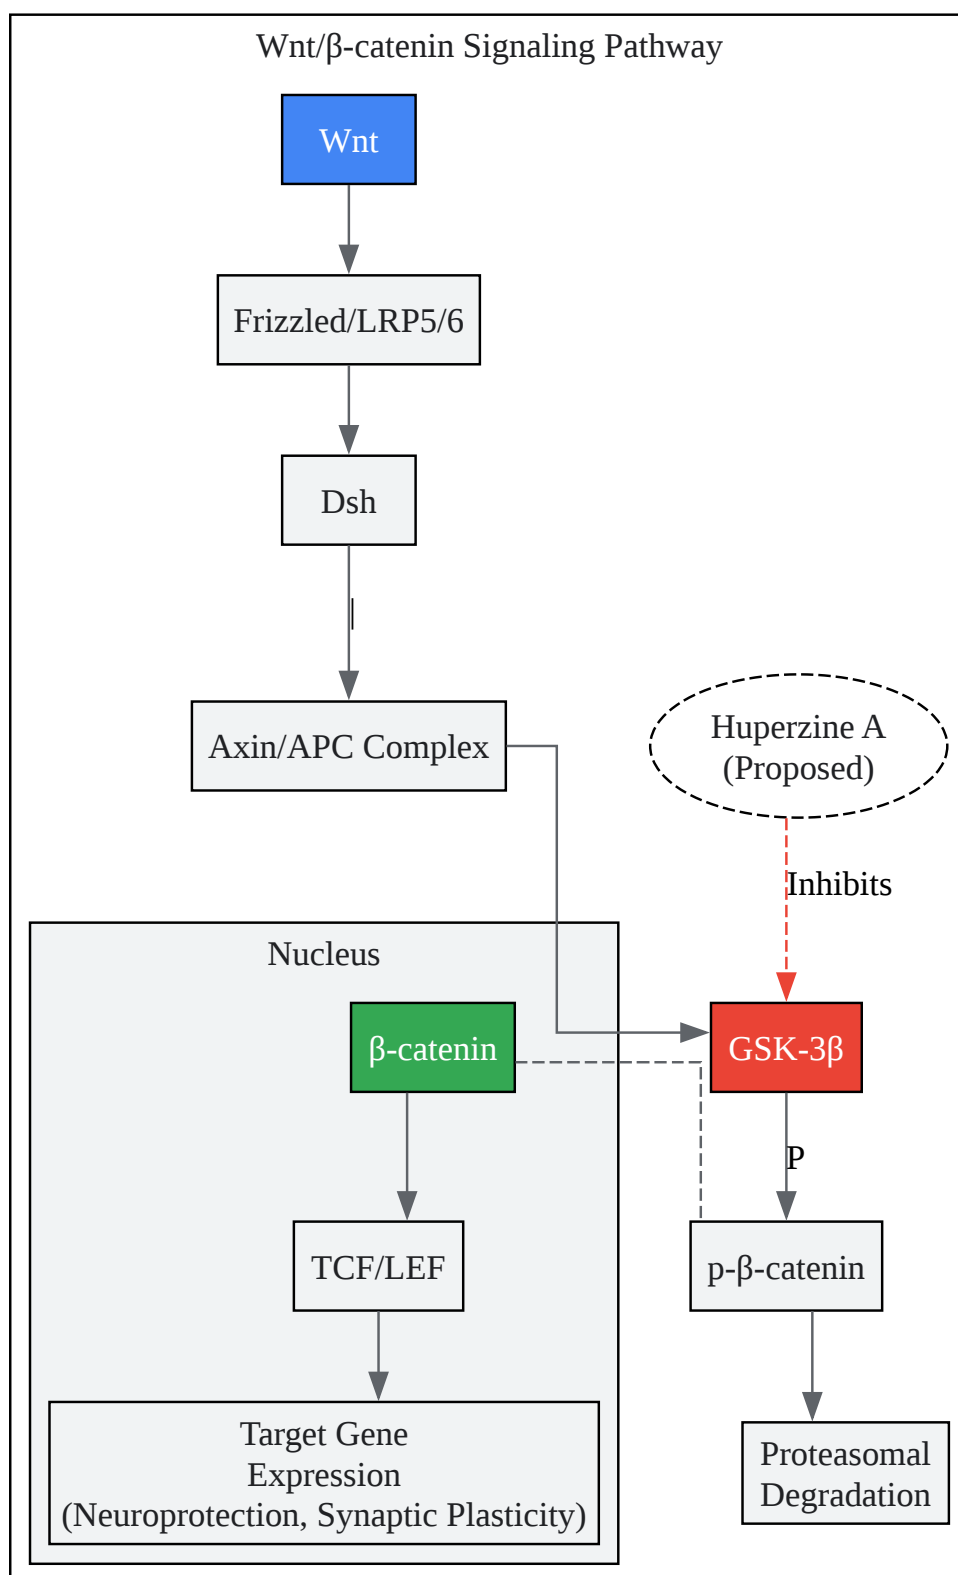 Wnt/β-catenin Signaling Pathway
Wnt
Frizzled/LRP5/6
Dsh
|
Axin/APC Complex
Huperzine A
(Proposed)
Inhibits
Nucleus
β-catenin
GSK-3β
P
TCF/LEF
p-β-catenin
Target Gene
Expression
(Neuroprotection, Synaptic Plasticity)
Proteasomal
Degradation